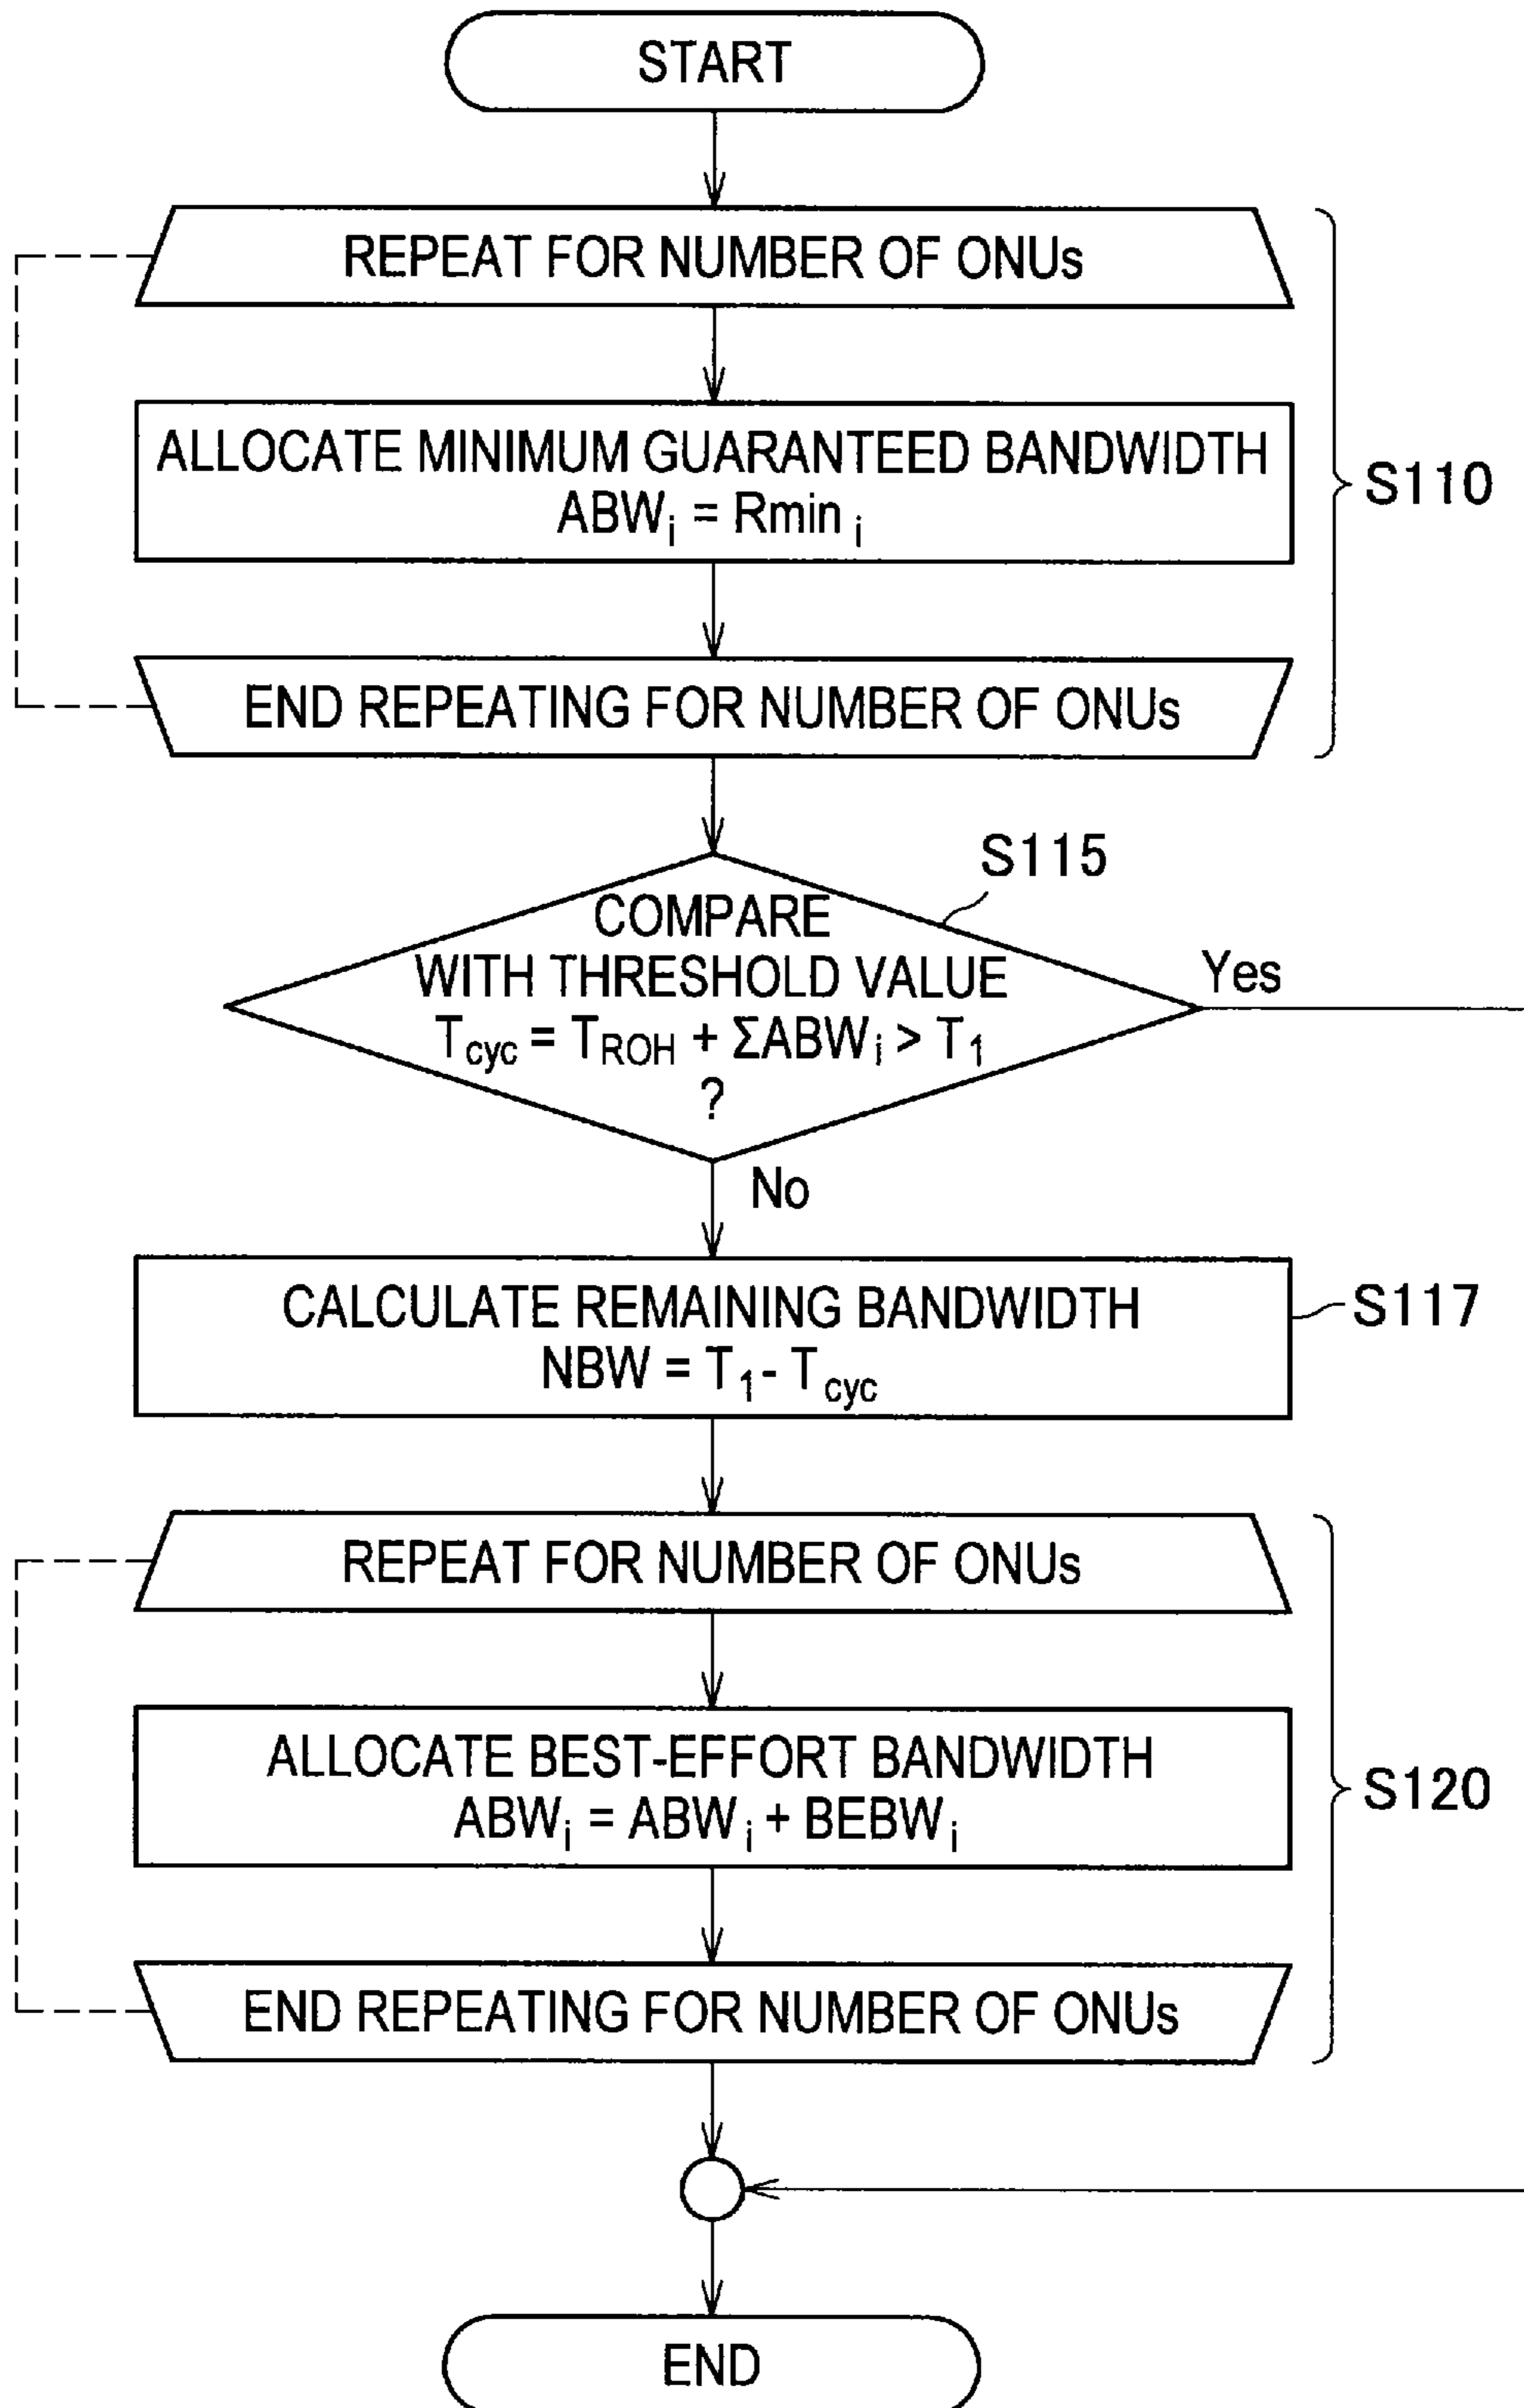 START
REPEAT FOR NUMBER OF ONUs
ALLOCATE MINIMUM GUARANTEED BANDWIDTH
ABWi = Rmin i
S110
END REPEATING FOR NUMBER OF ONUs
S115
COMPARE
WITH THRESHOLD VALUE
Tcyc = TROH + ΣABWi > T1
?
Yes
No
CALCULATE REMAINING BANDWIDTH
NBW = T1 - Tcyc
S117
REPEAT FOR NUMBER OF ONUs
ALLOCATE BEST-EFFORT BANDWIDTH
ABWi = ABWi + BEBWi
S120
END REPEATING FOR NUMBER OF ONUs
END